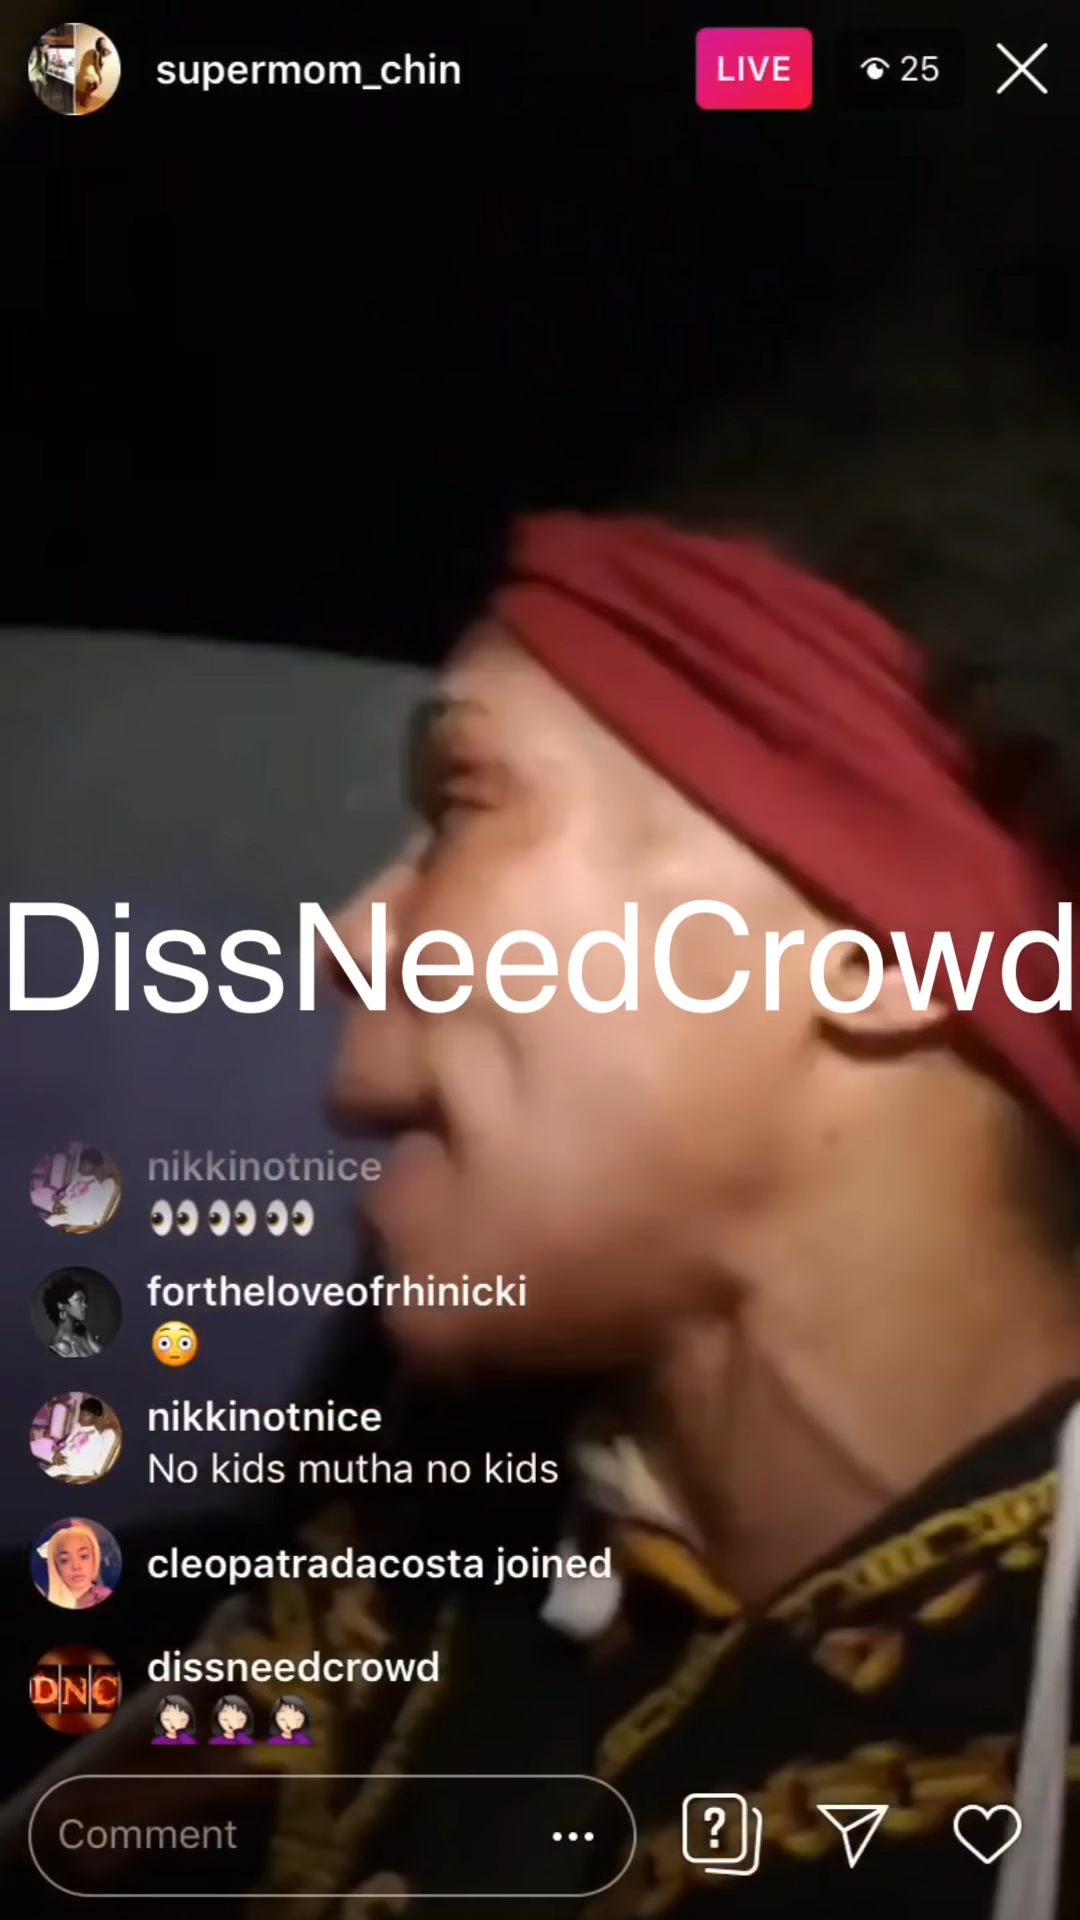 supermom_chin
LIVE
25
DissNeedCrowd
nikkinotnice
👀👀👀
fortheloveofrhinicki
😳
nikkinotnice
No kids mutha no kids
cleopatradacosta joined
DNC
dissneedcrowd
🤦🏻‍♀️🤦🏻‍♀️🤦🏻‍♀️
Comment
?